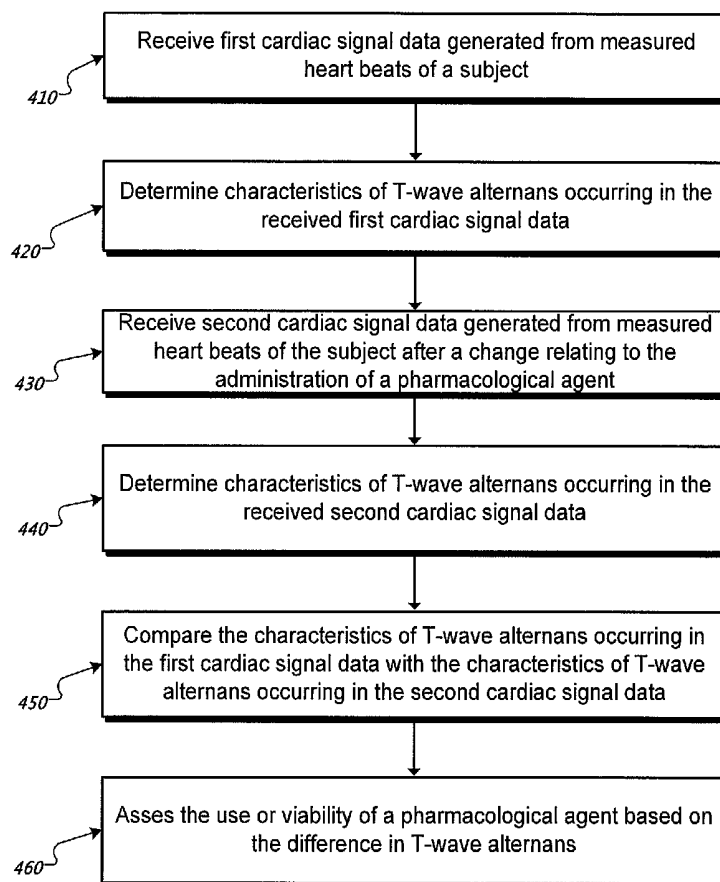 Receive first cardiac signal data generated from measured
heart beats of a subject
410
Determine characteristics of T-wave alternans occurring in the
received first cardiac signal data
420
Receive second cardiac signal data generated from measured
heart beats of the subject after a change relating to the
administration of a pharmacological agent
430
Determine characteristics of T-wave alternans occurring in the
received second cardiac signal data
440
Compare the characteristics of T-wave alternans occurring in
the first cardiac signal data with the characteristics of T-wave
alternans occurring in the second cardiac signal data
450
Asses the use or viability of a pharmacological agent based on
the difference in T-wave alternans
460